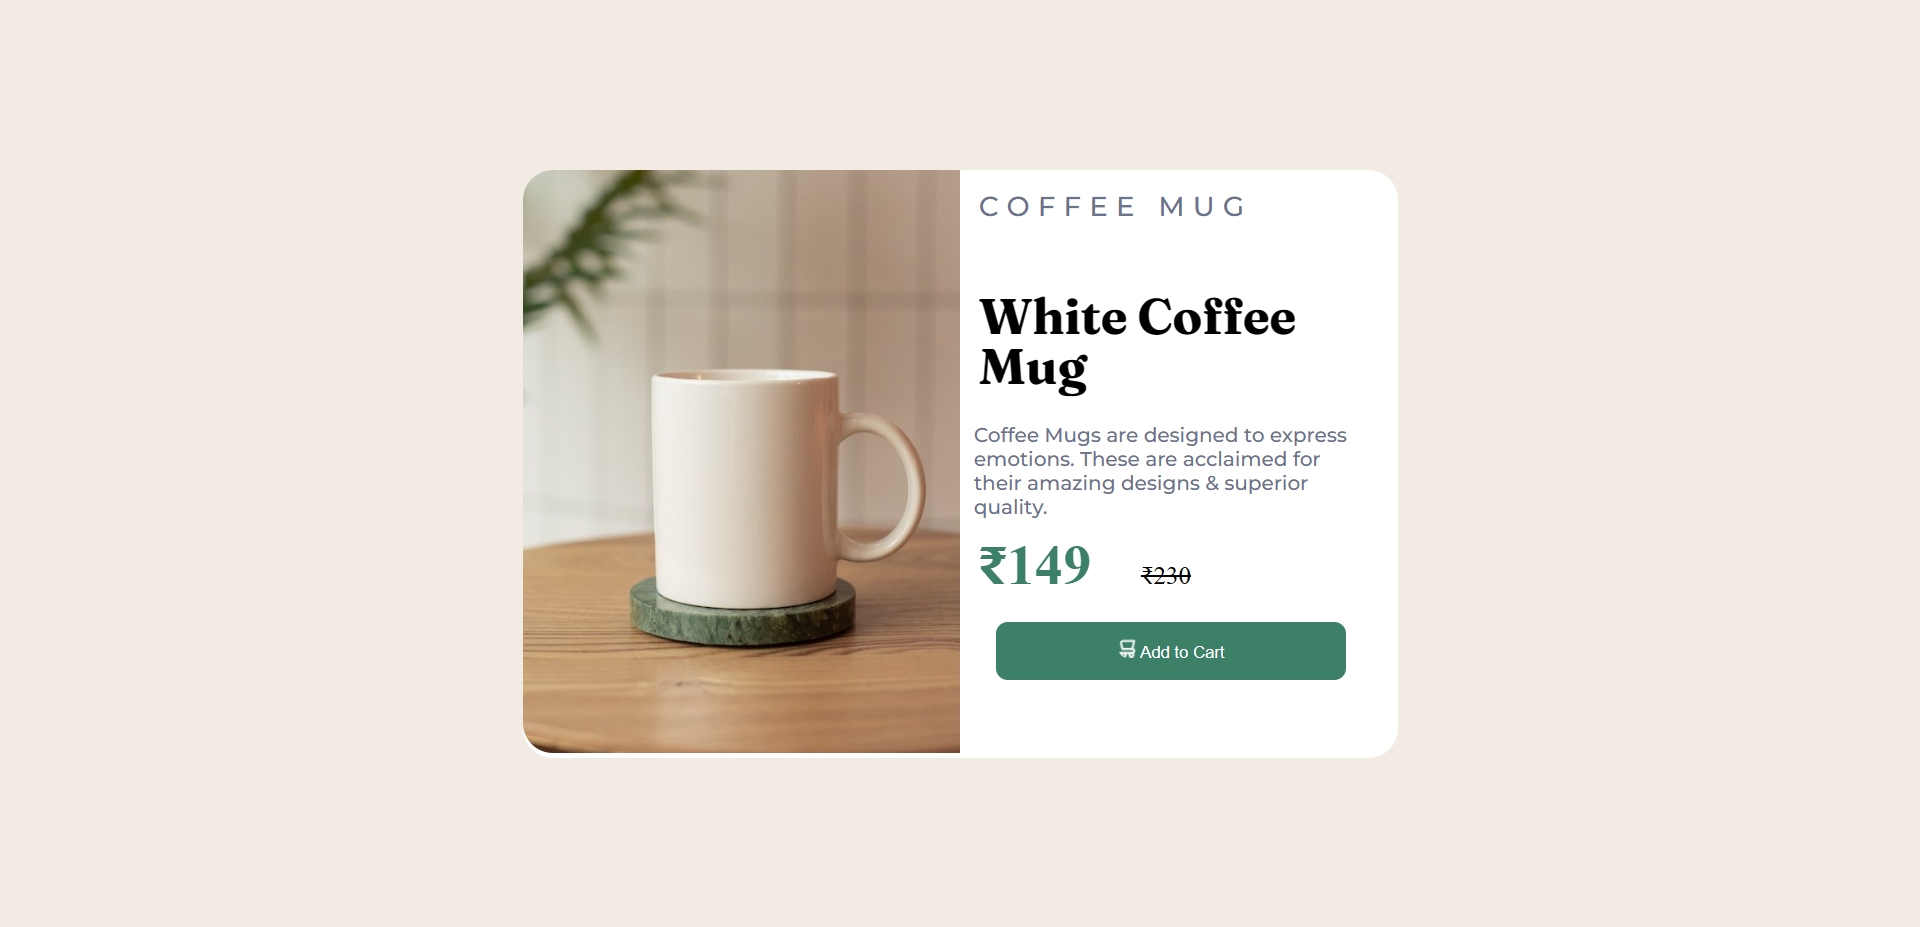 COFFEE MUG
White Coffee
Mug
Coffee Mugs are designed to express
emotions. These are acclaimed for
their amazing designs & superior
quality.
₹149 ₹230
Add to Cart